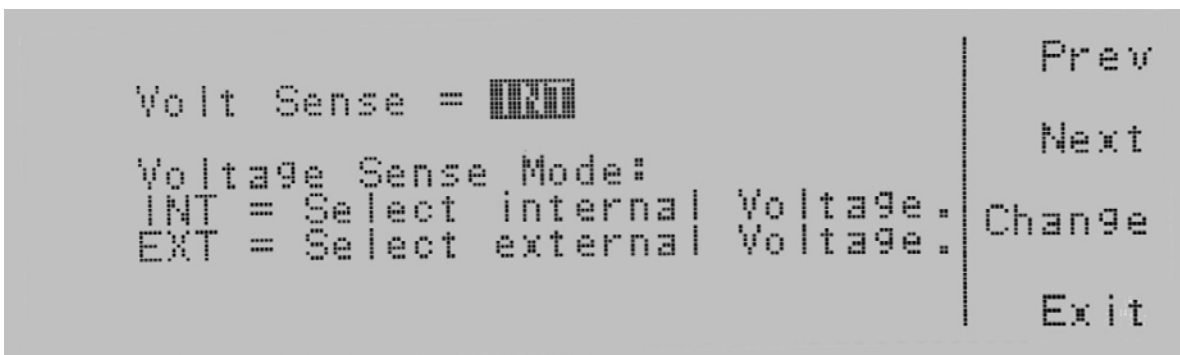 Volt Sense = INT
Voltage Sense Mode:
INT = Select internal Voltage.
EXT = Select external Voltage.
Prev
Next
Change
Exit